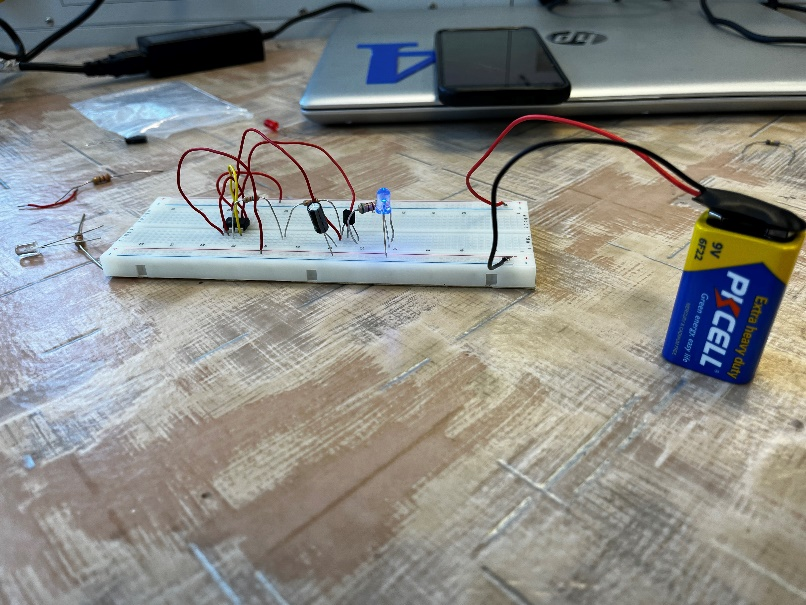 hp
9V
6F22
PKCELL
Extra heavy duty
Green energy, easy life